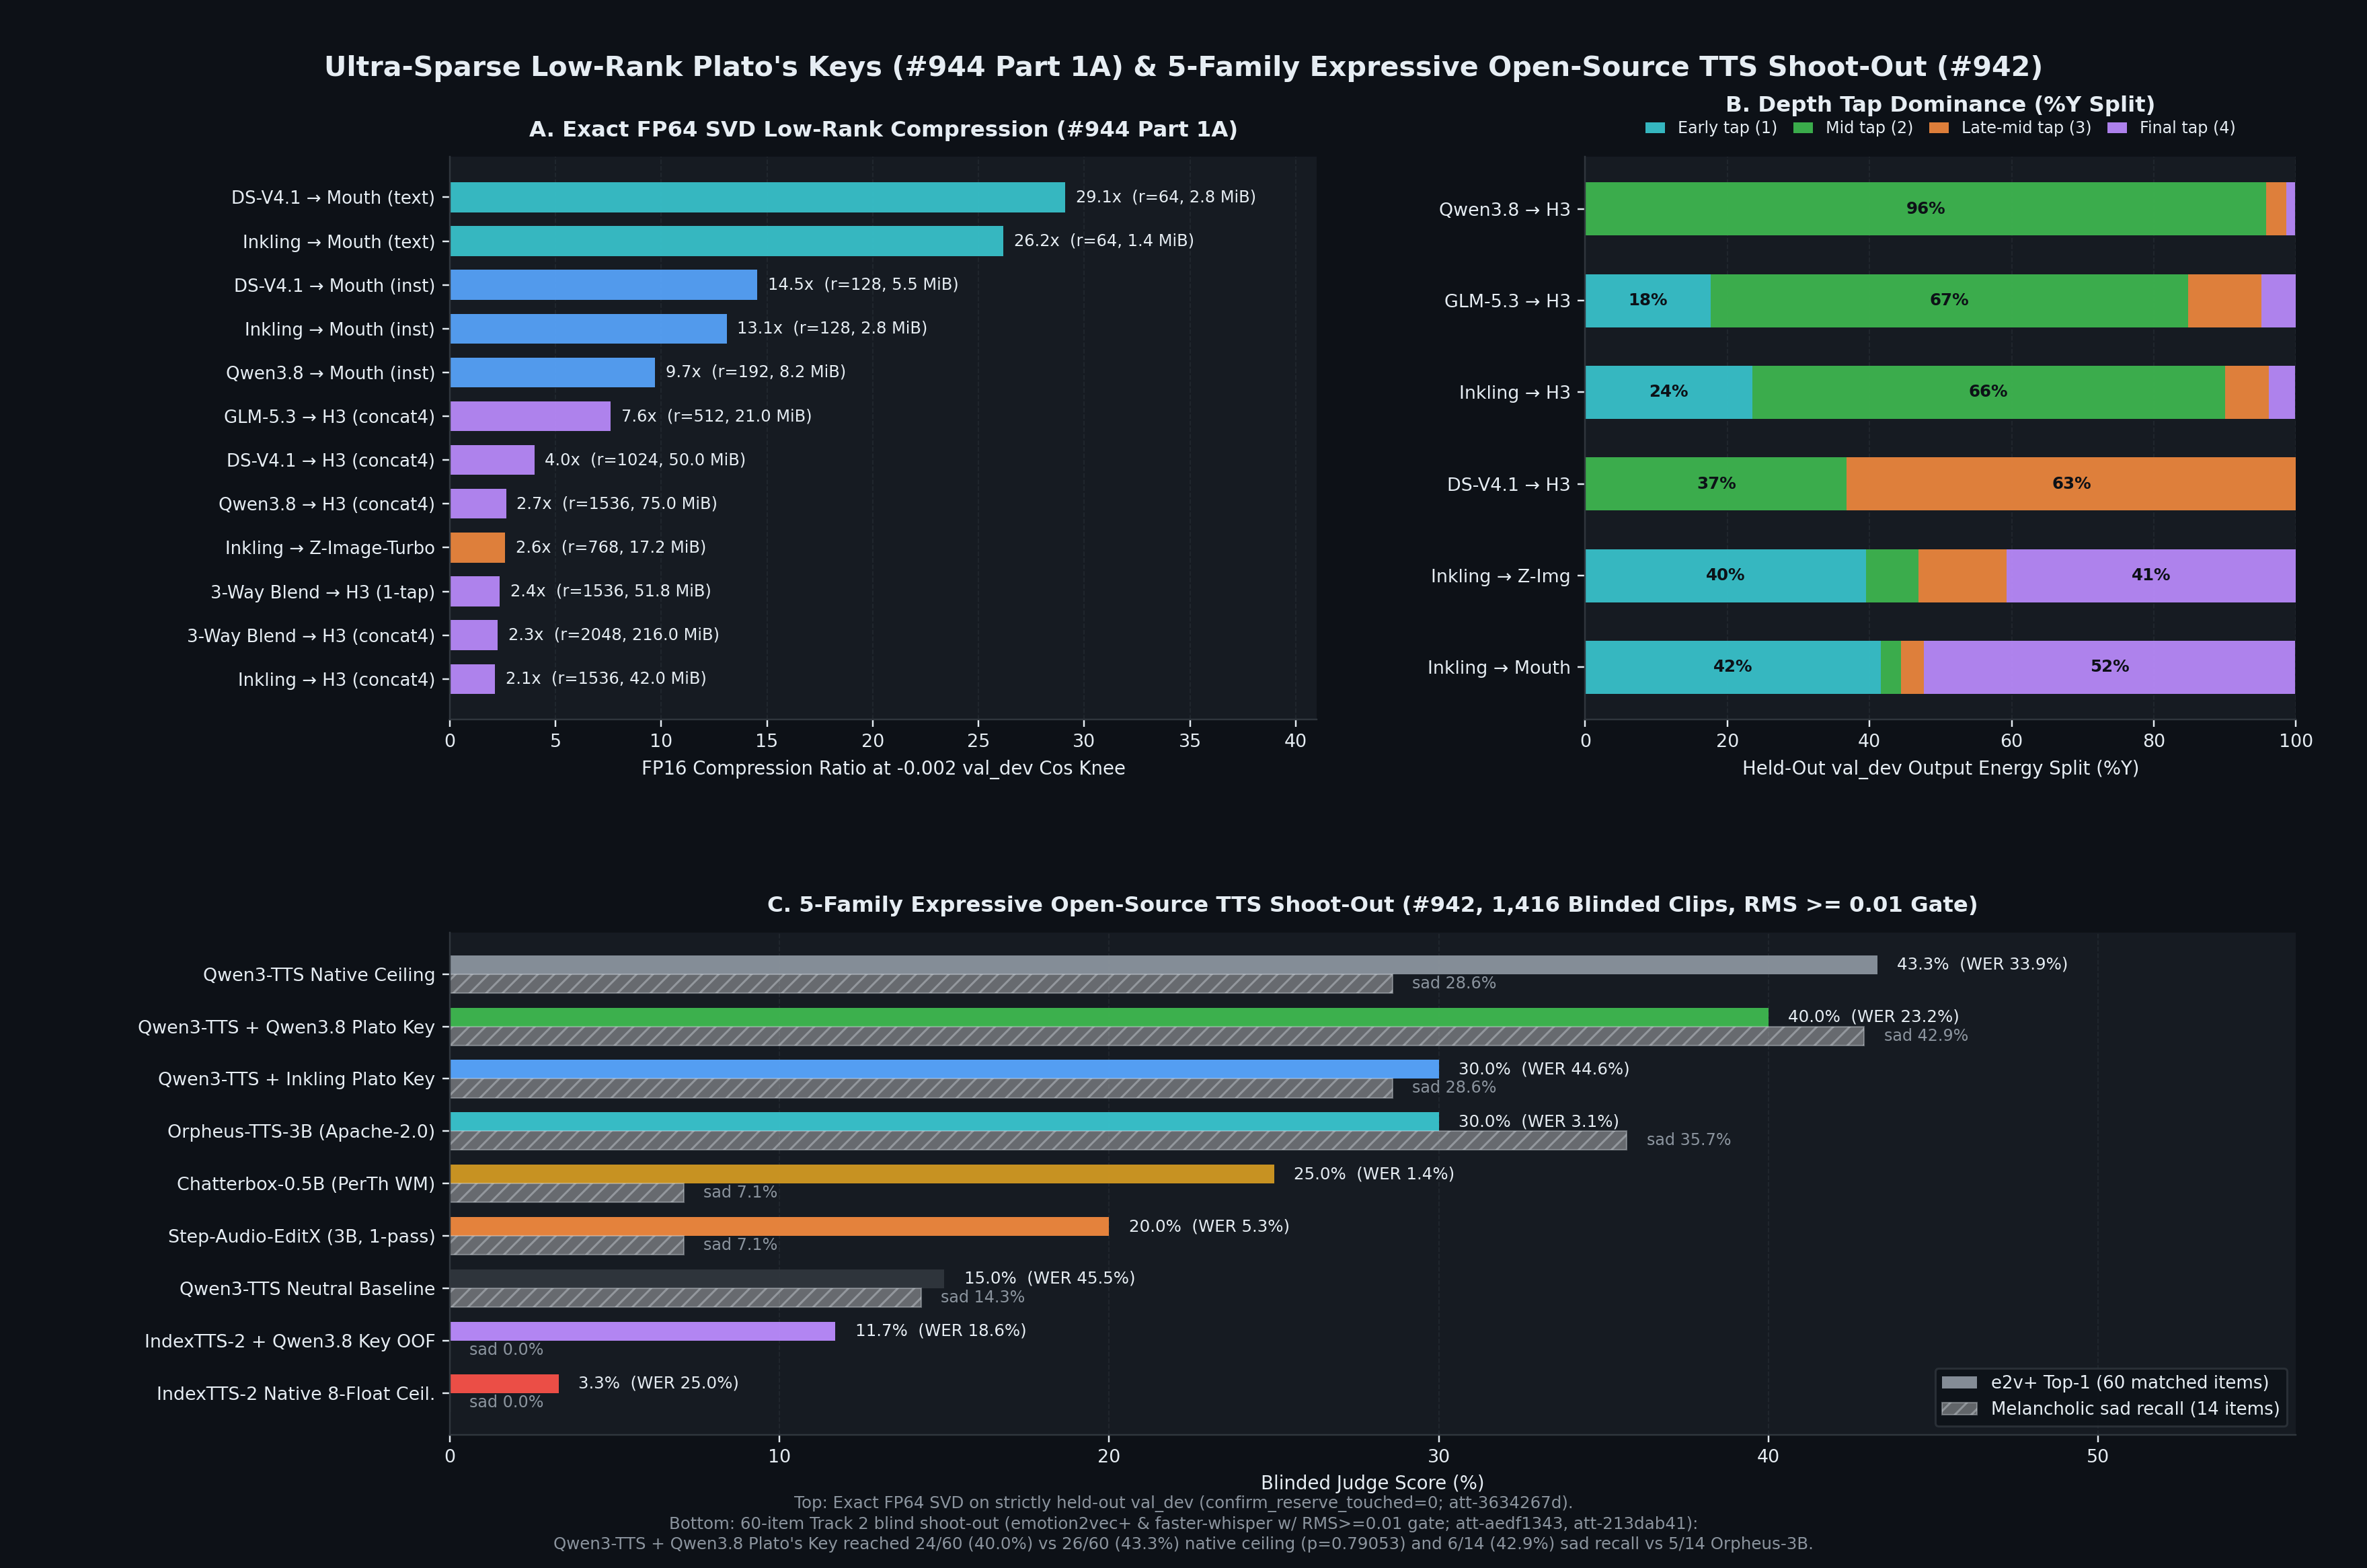 Ultra-Sparse Low-Rank Plato's Keys (#944 Part 1A) & 5-Family Expressive Open-Source TTS Shoot-Out (#942)
A. Exact FP64 SVD Low-Rank Compression (#944 Part 1A)
DS-V4.1 → Mouth (text)
29.1x (r=64, 2.8 MiB)
Inkling → Mouth (text)
26.2x (r=64, 1.4 MiB)
DS-V4.1 → Mouth (inst)
14.5x (r=128, 5.5 MiB)
Inkling → Mouth (inst)
13.1x (r=128, 2.8 MiB)
Qwen3.8 → Mouth (inst)
9.7x (r=192, 8.2 MiB)
GLM-5.3 → H3 (concat4)
7.6x (r=512, 21.0 MiB)
DS-V4.1 → H3 (concat4)
4.0x (r=1024, 50.0 MiB)
Qwen3.8 → H3 (concat4)
2.7x (r=1536, 75.0 MiB)
Inkling → Z-Image-Turbo
2.6x (r=768, 17.2 MiB)
3-Way Blend → H3 (1-tap)
2.4x (r=1536, 51.8 MiB)
3-Way Blend → H3 (concat4)
2.3x (r=2048, 216.0 MiB)
Inkling → H3 (concat4)
2.1x (r=1536, 42.0 MiB)
0 5 10 15 20 25 30 35 40
FP16 Compression Ratio at -0.002 val_dev Cos Knee
B. Depth Tap Dominance (%Y Split)
Early tap (1) Mid tap (2) Late-mid tap (3) Final tap (4)
Qwen3.8 → H3
96%
GLM-5.3 → H3
18% 67%
Inkling → H3
24% 66%
DS-V4.1 → H3
37% 63%
Inkling → Z-Img
40% 41%
Inkling → Mouth
42% 52%
0 20 40 60 80 100
Held-Out val_dev Output Energy Split (%Y)
C. 5-Family Expressive Open-Source TTS Shoot-Out (#942, 1,416 Blinded Clips, RMS >= 0.01 Gate)
Qwen3-TTS Native Ceiling
43.3% (WER 33.9%)
sad 28.6%
Qwen3-TTS + Qwen3.8 Plato Key
40.0% (WER 23.2%)
sad 42.9%
Qwen3-TTS + Inkling Plato Key
30.0% (WER 44.6%)
sad 28.6%
Orpheus-TTS-3B (Apache-2.0)
30.0% (WER 3.1%)
sad 35.7%
Chatterbox-0.5B (PerTh WM)
25.0% (WER 1.4%)
sad 7.1%
Step-Audio-EditX (3B, 1-pass)
20.0% (WER 5.3%)
sad 7.1%
Qwen3-TTS Neutral Baseline
15.0% (WER 45.5%)
sad 14.3%
IndexTTS-2 + Qwen3.8 Key OOF
11.7% (WER 18.6%)
sad 0.0%
IndexTTS-2 Native 8-Float Ceil.
3.3% (WER 25.0%)
sad 0.0%
e2v+ Top-1 (60 matched items)
Melancholic sad recall (14 items)
0 10 20 30 40 50
Blinded Judge Score (%)
Top: Exact FP64 SVD on strictly held-out val_dev (confirm_reserve_touched=0; att-3634267d).
Bottom: 60-item Track 2 blind shoot-out (emotion2vec+ & faster-whisper w/ RMS>=0.01 gate; att-aedf1343, att-213dab41):
Qwen3-TTS + Qwen3.8 Plato's Key reached 24/60 (40.0%) vs 26/60 (43.3%) native ceiling (p=0.79053) and 6/14 (42.9%) sad recall vs 5/14 Orpheus-3B.